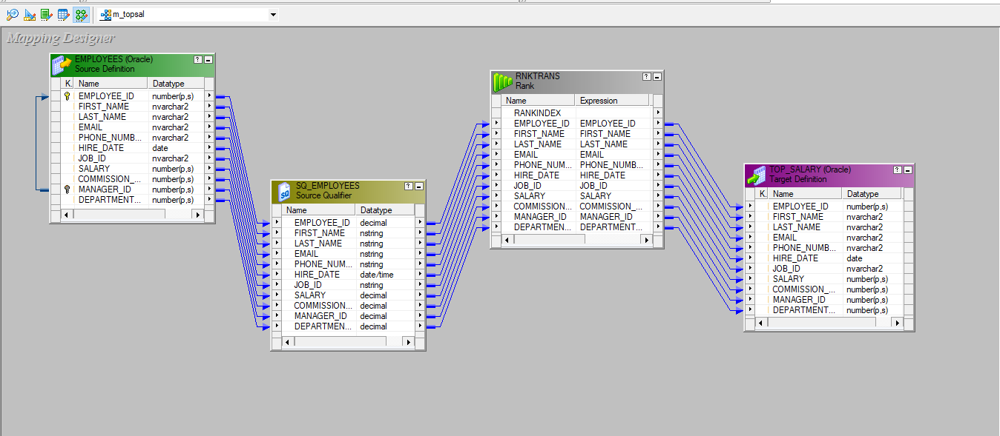 m_topsal
Mapping Designer
EMPLOYEES (Oracle)
Source Definition
K. Name Datatype
EMPLOYEE_ID number(p,s)
FIRST_NAME nvarchar2
LAST_NAME nvarchar2
EMAIL nvarchar2
PHONE_NUMB... nvarchar2
HIRE_DATE date
JOB_ID nvarchar2
SALARY number(p,s)
COMMISSION_... number(p,s)
MANAGER_ID number(p,s)
DEPARTMENT... number(p,s)
SQ_EMPLOYEES
Source Qualifier
Name Datatype
EMPLOYEE_ID decimal
FIRST_NAME nstring
LAST_NAME nstring
EMAIL nstring
PHONE_NUM... nstring
HIRE_DATE date/time
JOB_ID nstring
SALARY decimal
COMMISSION... decimal
MANAGER_ID decimal
DEPARTMEN... decimal
RNKTRANS
Rank
Name Expression
RANKINDEX
EMPLOYEE_ID EMPLOYEE_ID
FIRST_NAME FIRST_NAME
LAST_NAME LAST_NAME
EMAIL EMAIL
PHONE_NUM... PHONE_NUMB...
HIRE_DATE HIRE_DATE
JOB_ID JOB_ID
SALARY SALARY
COMMISSION... COMMISSION_...
MANAGER_ID MANAGER_ID
DEPARTMEN... DEPARTMENT...
TOP_SALARY (Oracle)
Target Definition
K. Name Datatype
EMPLOYEE_ID number(p,s)
FIRST_NAME nvarchar2
LAST_NAME nvarchar2
EMAIL nvarchar2
PHONE_NUMB... nvarchar2
HIRE_DATE date
JOB_ID nvarchar2
SALARY number(p,s)
COMMISSION_... number(p,s)
MANAGER_ID number(p,s)
DEPARTMENT... number(p,s)